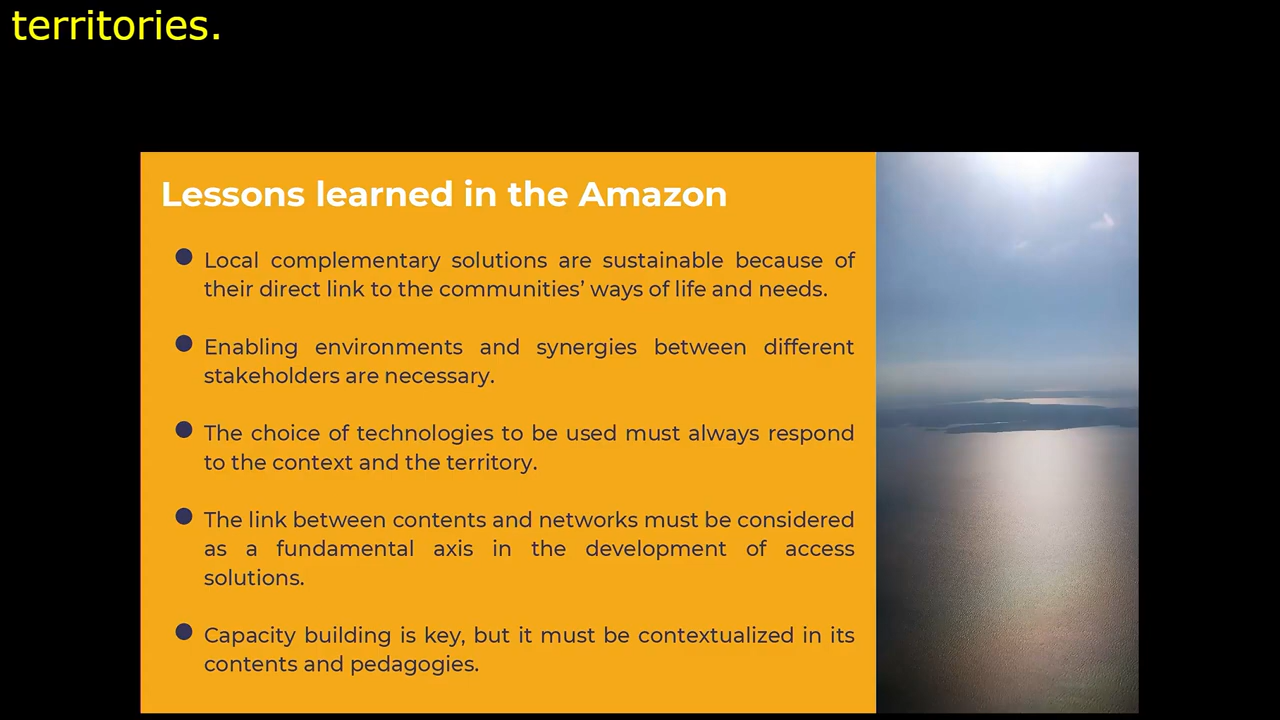 territories.
Lessons learned in the Amazon
● Local complementary solutions are sustainable because of
their direct link to the communities’ ways of life and needs.
● Enabling environments and synergies between different
stakeholders are necessary.
● The choice of technologies to be used must always respond
to the context and the territory.
● The link between contents and networks must be considered
as a fundamental axis in the development of access
solutions.
● Capacity building is key, but it must be contextualized in its
contents and pedagogies.